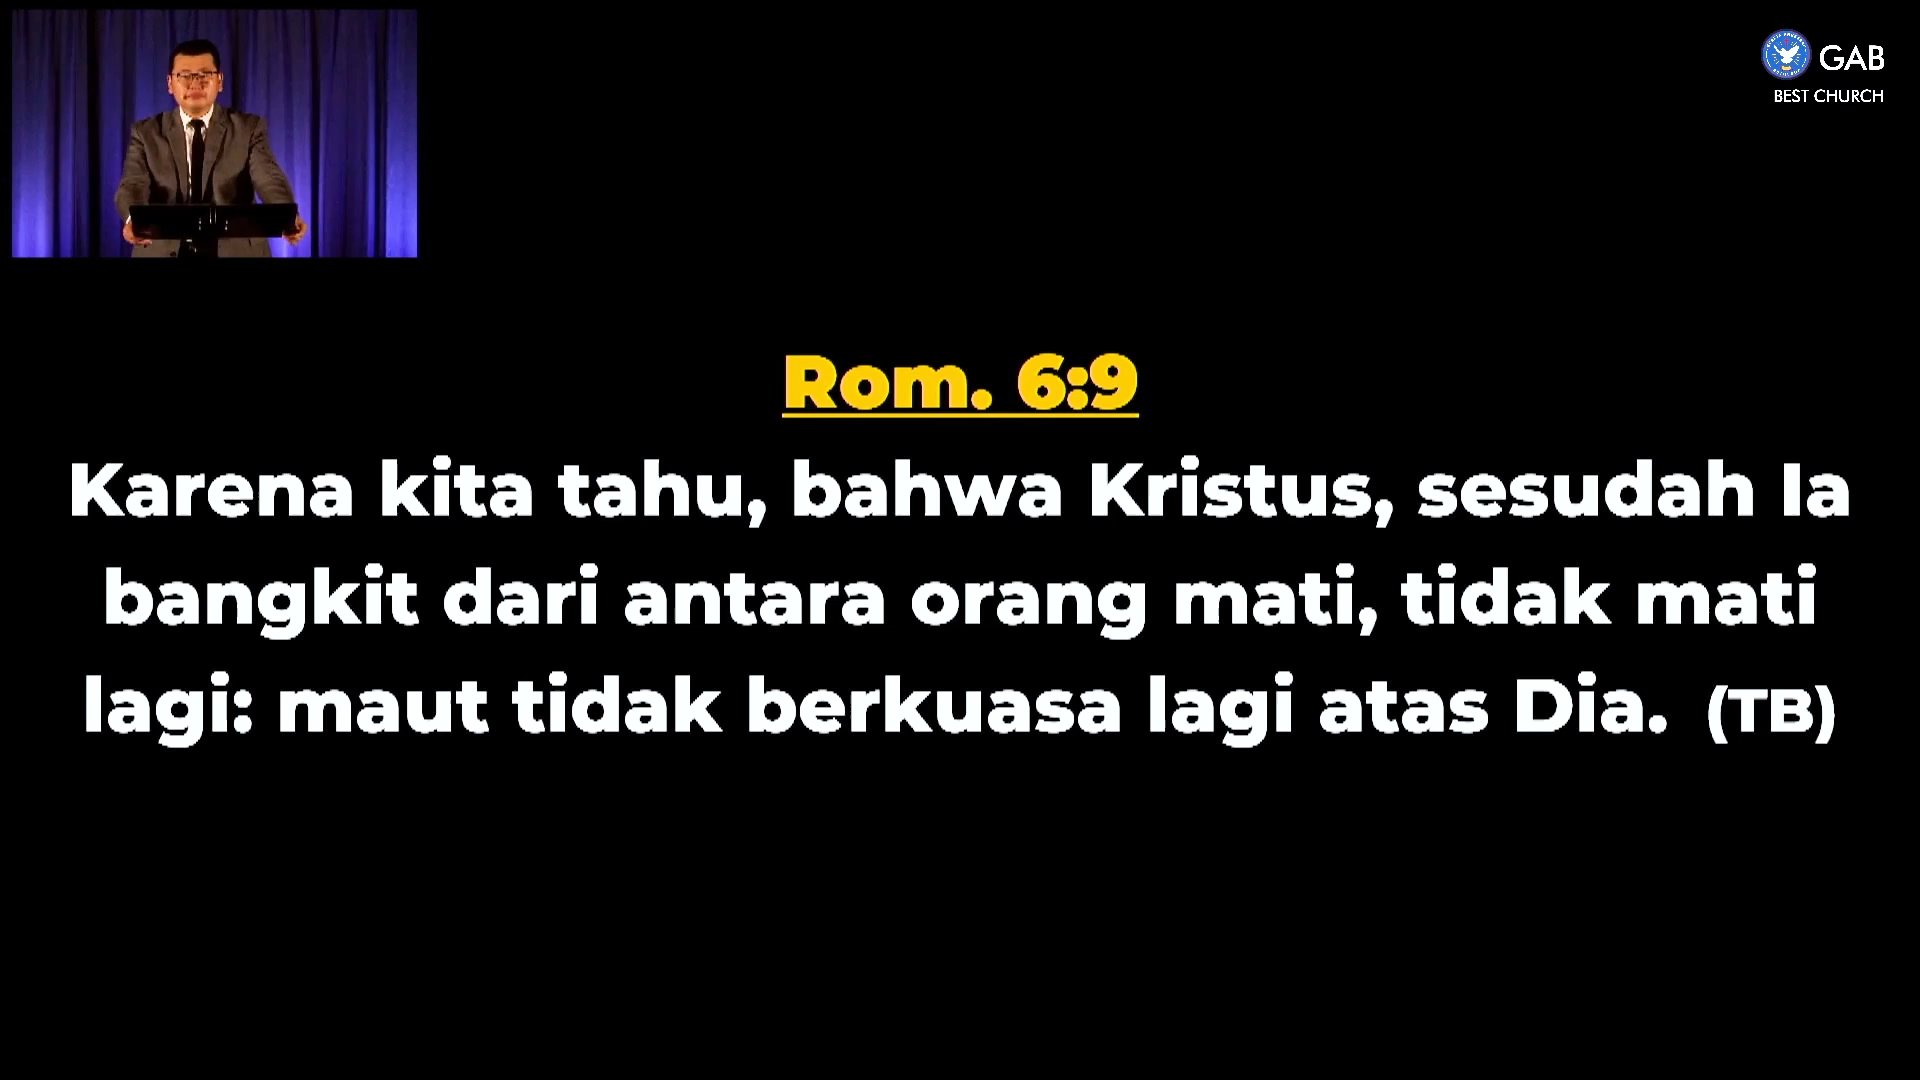 GAB
BEST CHURCH
Rom. 6:9
Karena kita tahu, bahwa Kristus, sesudah Ia
bangkit dari antara orang mati, tidak mati
lagi: maut tidak berkuasa lagi atas Dia. (TB)